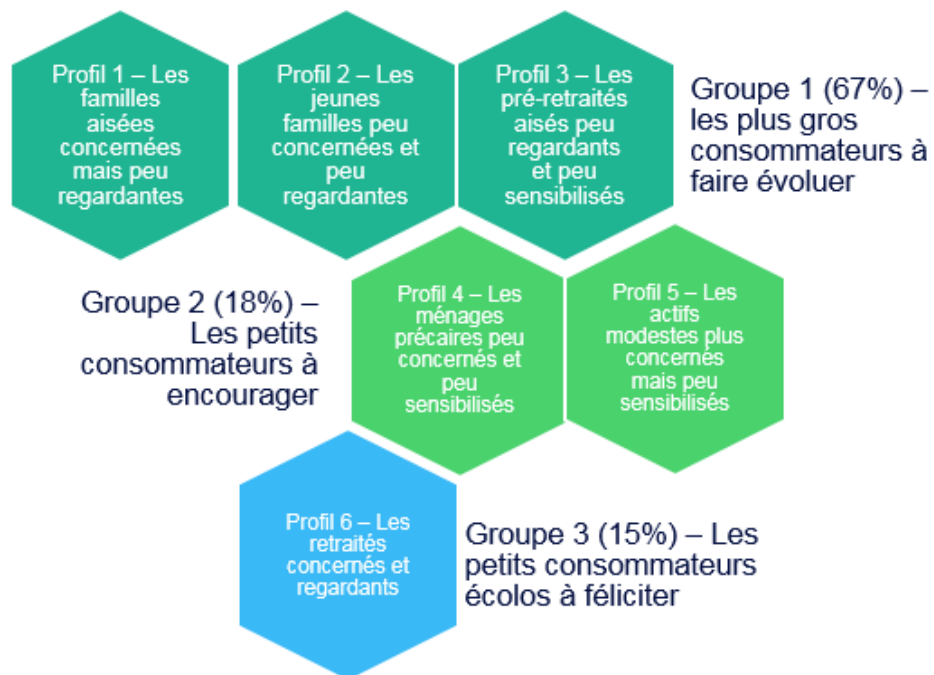 Profil 1 – Les
familles
aisées
concernées
mais peu
regardantes
Profil 2 – Les
jeunes
familles peu
concernées et
peu
regardantes
Profil 3 – Les
pré-retraités
aisés peu
regardants
et peu
sensibilisés
Groupe 1 (67%) –
les plus gros
consommateurs à
faire évoluer
Groupe 2 (18%) –
Les petits
consommateurs à
encourager
Profil 4 – Les
ménages
précaires peu
concernés et
peu
sensibilisés
Profil 5 – Les
actifs
modestes plus
concernés
mais peu
sensibilisés
Profil 6 – Les
retraités
concernés et
regardants
Groupe 3 (15%) – Les
petits consommateurs
écolos à féliciter